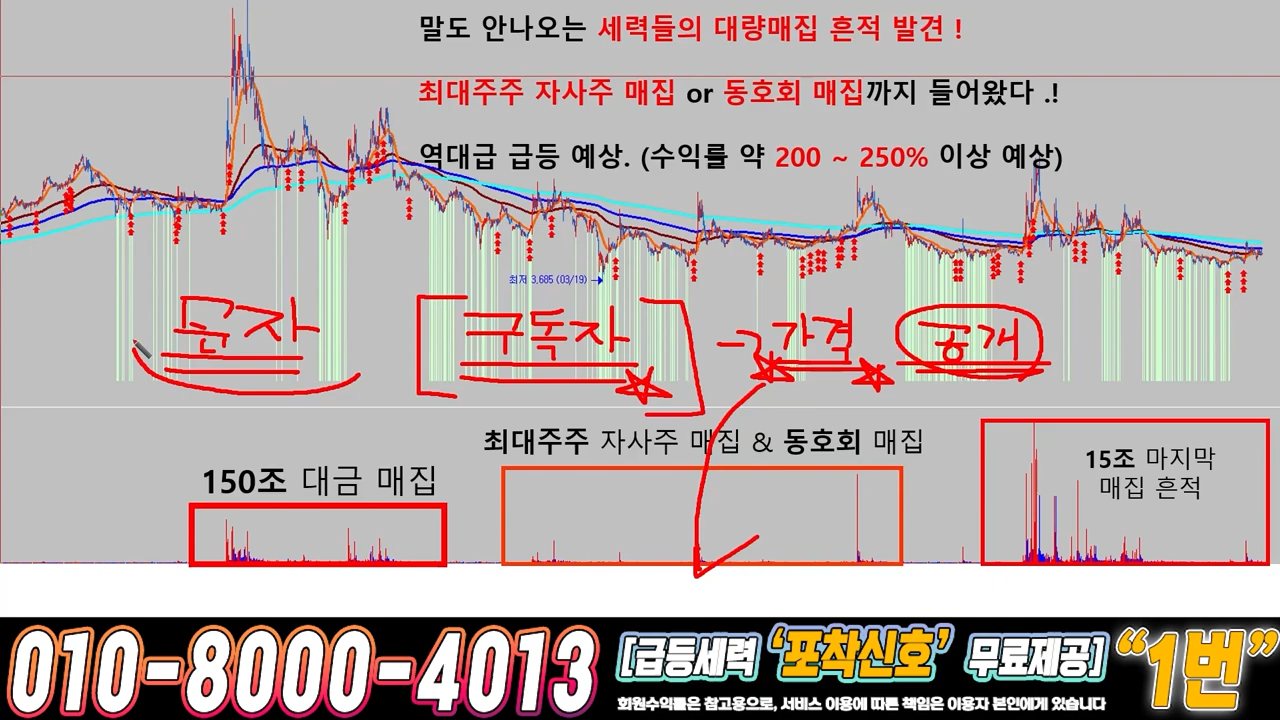 말도 안나오는 세력들의 대량매집 흔적 발견 !
최대주주 자사주 매집 or 동호회 매집까지 들어왔다 .!
역대급 급등 예상. (수익률 약 200 ~ 250% 이상 예상)
최저 3,685 (03/19)
문자 구독자 가격 공개
최대주주 자사주 매집 & 동호회 매집
150조 대금 매집
15조 마지막
매집 흔적
010-8000-4013
[급등세력 '포착신호' 무료제공] "1번"
회원수익률은 참고용으로, 서비스 이용에 따른 책임은 이용자 본인에게 있습니다